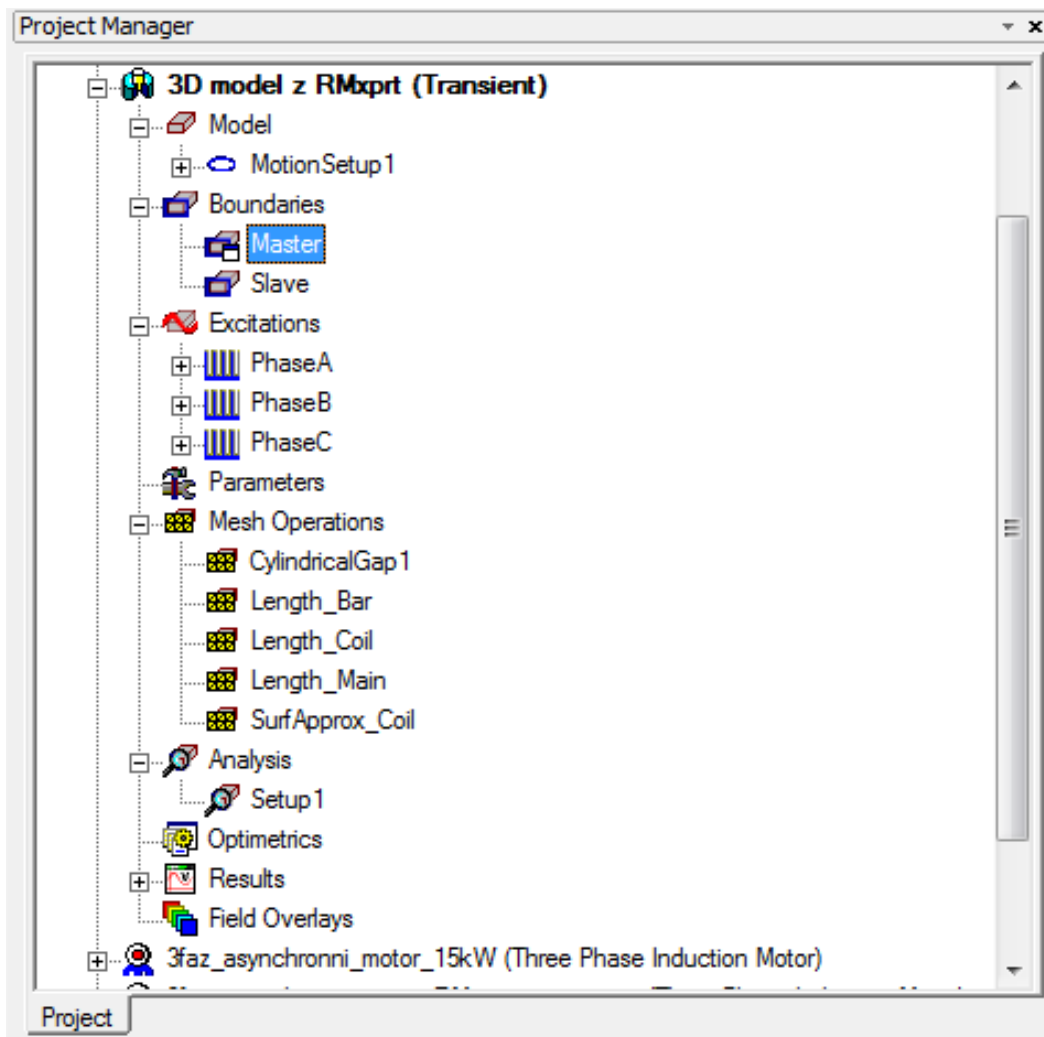 Project Manager
3D model z RMxprt (Transient)
Model
MotionSetup1
Boundaries
Master
Slave
Excitations
PhaseA
PhaseB
PhaseC
Parameters
Mesh Operations
CylindricalGap1
Length_Bar
Length_Coil
Length_Main
SurfApprox_Coil
Analysis
Setup1
Optimetrics
Results
Field Overlays
3faz_asynchronni_motor_15kW (Three Phase Induction Motor)
Project